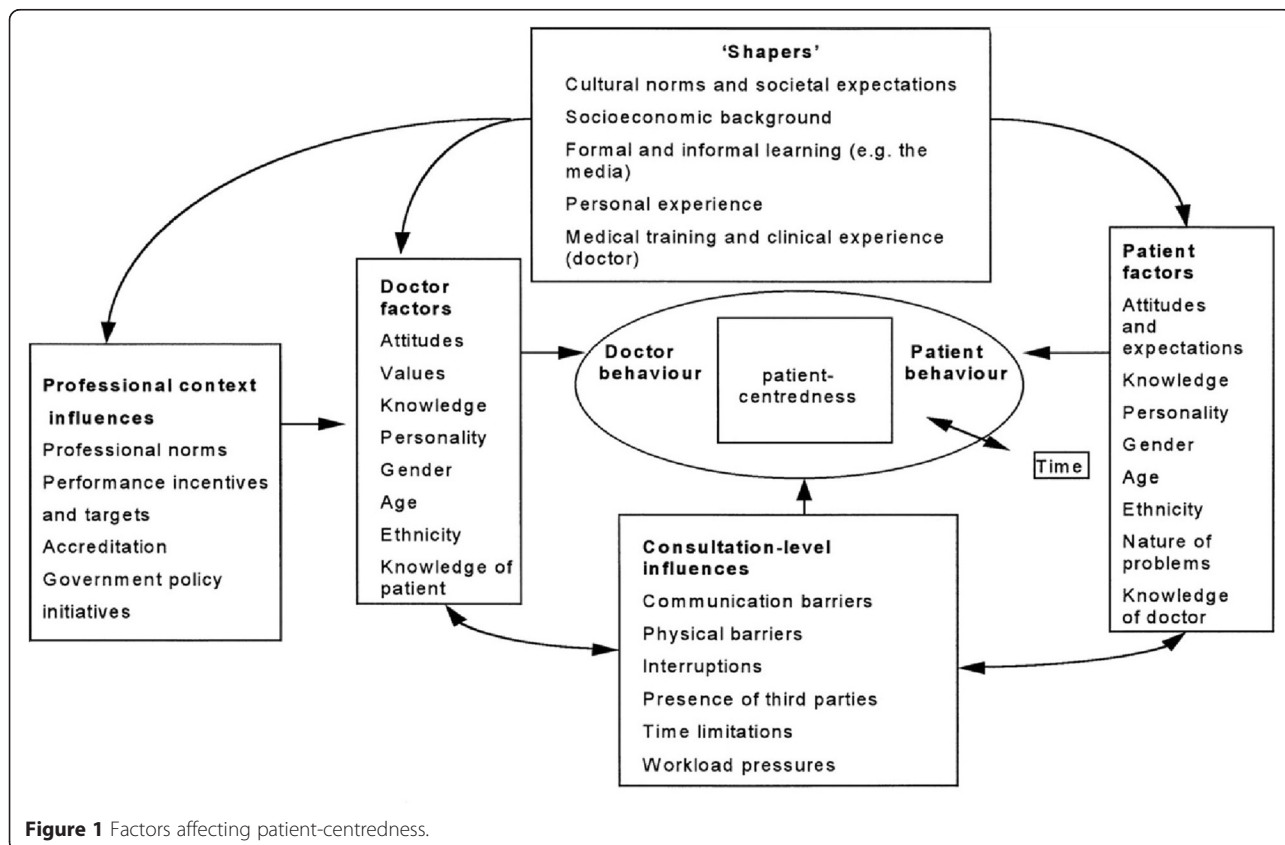 ‘Shapers’
Cultural norms and societal expectations
Socioeconomic background
Formal and informal learning (e.g. the
media)
Personal experience
Medical training and clinical experience
(doctor)
Professional context
influences
Professional norms
Performance incentives
and targets
Accreditation
Government policy
initiatives
Doctor
factors
Attitudes
Values
Knowledge
Personality
Gender
Age
Ethnicity
Knowledge of
patient
Doctor
behaviour
patient-
centredness
Patient
behaviour
Time
Patient
factors
Attitudes
and
expectations
Knowledge
Personality
Gender
Age
Ethnicity
Nature of
problems
Knowledge
of doctor
Consultation-level
influences
Communication barriers
Physical barriers
Interruptions
Presence of third parties
Time limitations
Workload pressures
Figure 1 Factors affecting patient-centredness.